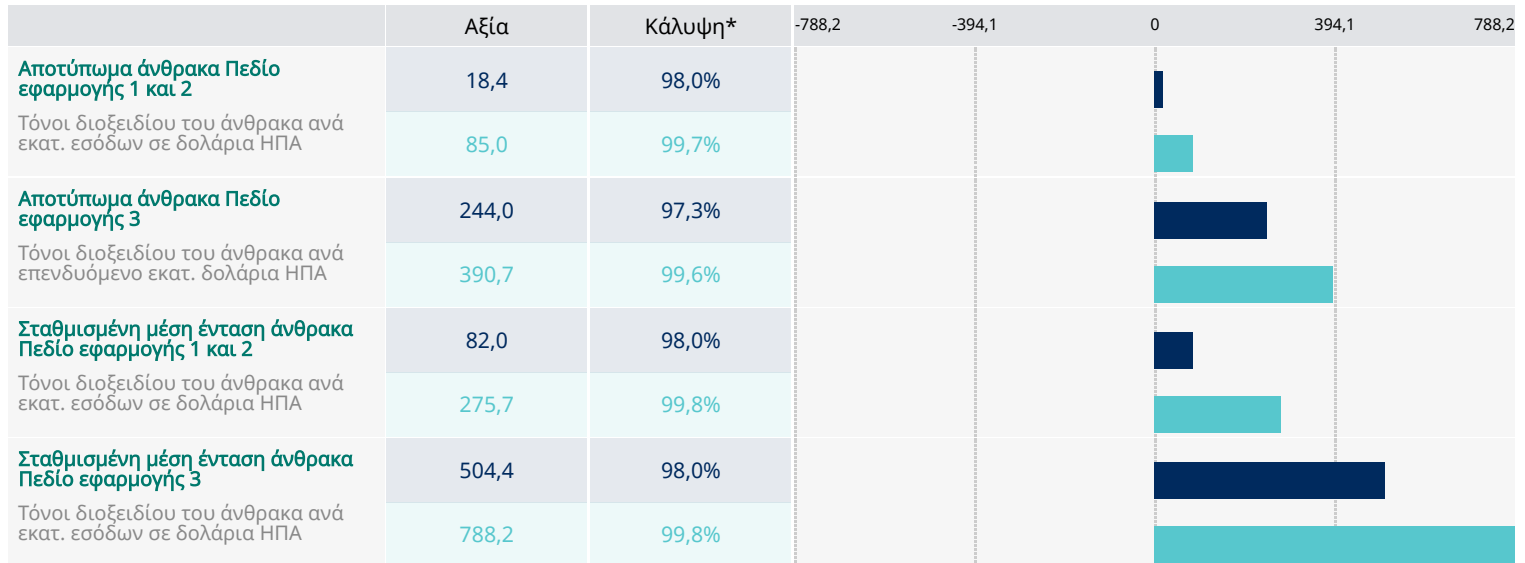 Αξία Κάλυψη* -788,2 -394,1 0 394,1 788,2
Αποτύπωμα άνθρακα Πεδίο
εφαρμογής 1 και 2
18,4 98,0%
Τόνοι διοξειδίου του άνθρακα ανά
εκατ. εσόδων σε δολάρια ΗΠΑ
85,0 99,7%
Αποτύπωμα άνθρακα Πεδίο
εφαρμογής 3
244,0 97,3%
Τόνοι διοξειδίου του άνθρακα ανά
επενδυόμενο εκατ. δολάρια ΗΠΑ
390,7 99,6%
Σταθμισμένη μέση ένταση άνθρακα
Πεδίο εφαρμογής 1 και 2
82,0 98,0%
Τόνοι διοξειδίου του άνθρακα ανά
εκατ. εσόδων σε δολάρια ΗΠΑ
275,7 99,8%
Σταθμισμένη μέση ένταση άνθρακα
Πεδίο εφαρμογής 3
504,4 98,0%
Τόνοι διοξειδίου του άνθρακα ανά
εκατ. εσόδων σε δολάρια ΗΠΑ
788,2 99,8%